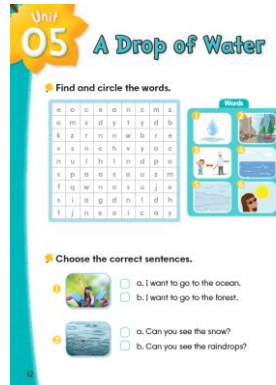 Unit
05
A Drop of Water
Find and circle the words.
Words
e o c e a n c m z
o m x d y t y d b
k z r n n w b r e
v s n c h v y o c
n u l h l n d p o
s p a a s o u z m
f q w n o s u j e
s i a g d n l d h
f j n e o i c a y
Choose the correct sentences.
1
a. I want to go to the ocean.
b. I want to go to the forest.
2
a. Can you see the snow?
b. Can you see the raindrops?
32